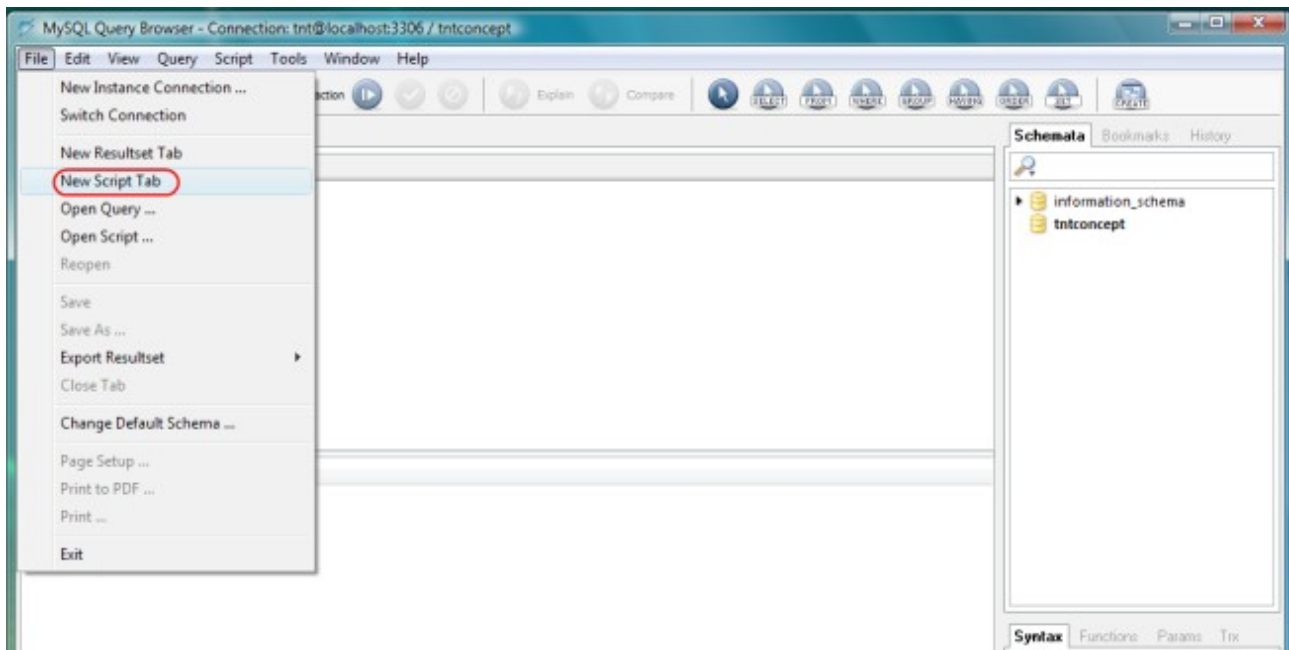 MySQL Query Browser - Connection: tnt@localhost:3306 / tntconcept
File Edit View Query Script Tools Window Help
New Instance Connection ...
Switch Connection
New Resultset Tab
New Script Tab
Open Query ...
Open Script ...
Reopen
Save
Save As ...
Export Resultset
Close Tab
Change Default Schema ...
Page Setup ...
Print to PDF ...
Print ...
Exit
action Explain Compare SELECT FROM WHERE GROUP HAVING ORDER SET CREATE
Schemata Bookmarks History
information_schema
tntconcept
Syntax Functions Params Trx